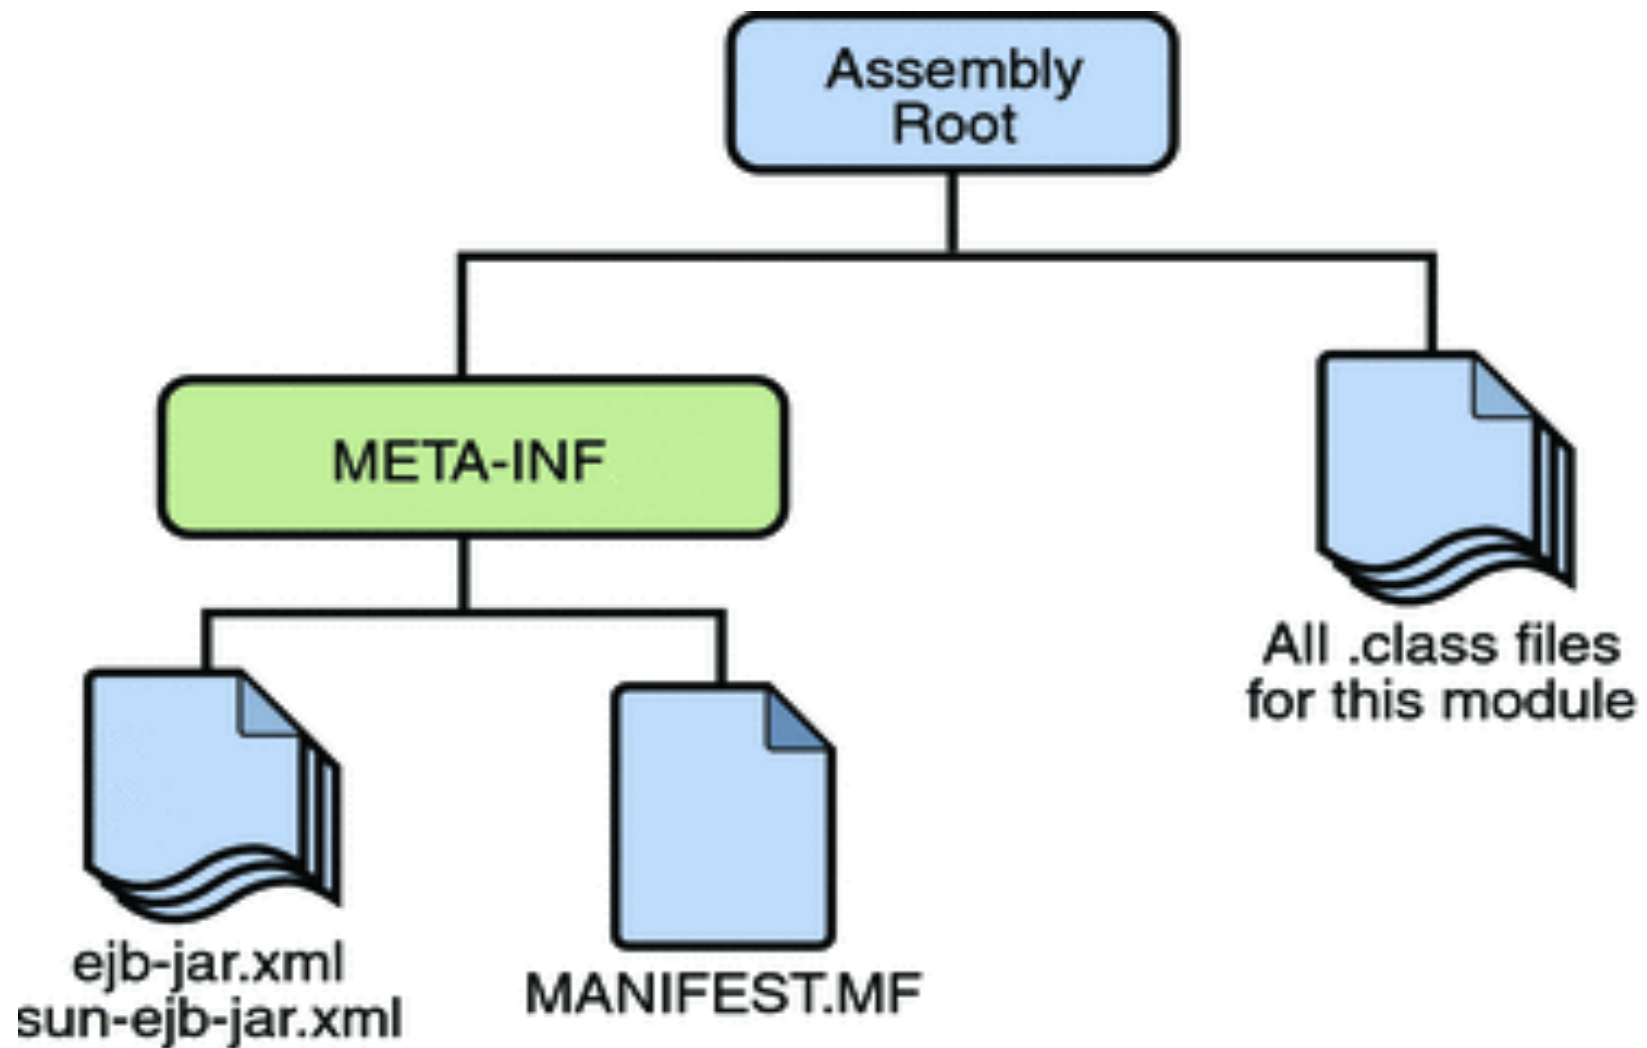 Assembly
Root
META-INF
All .class files
for this module
ejb-jar.xml
sun-ejb-jar.xml
MANIFEST.MF